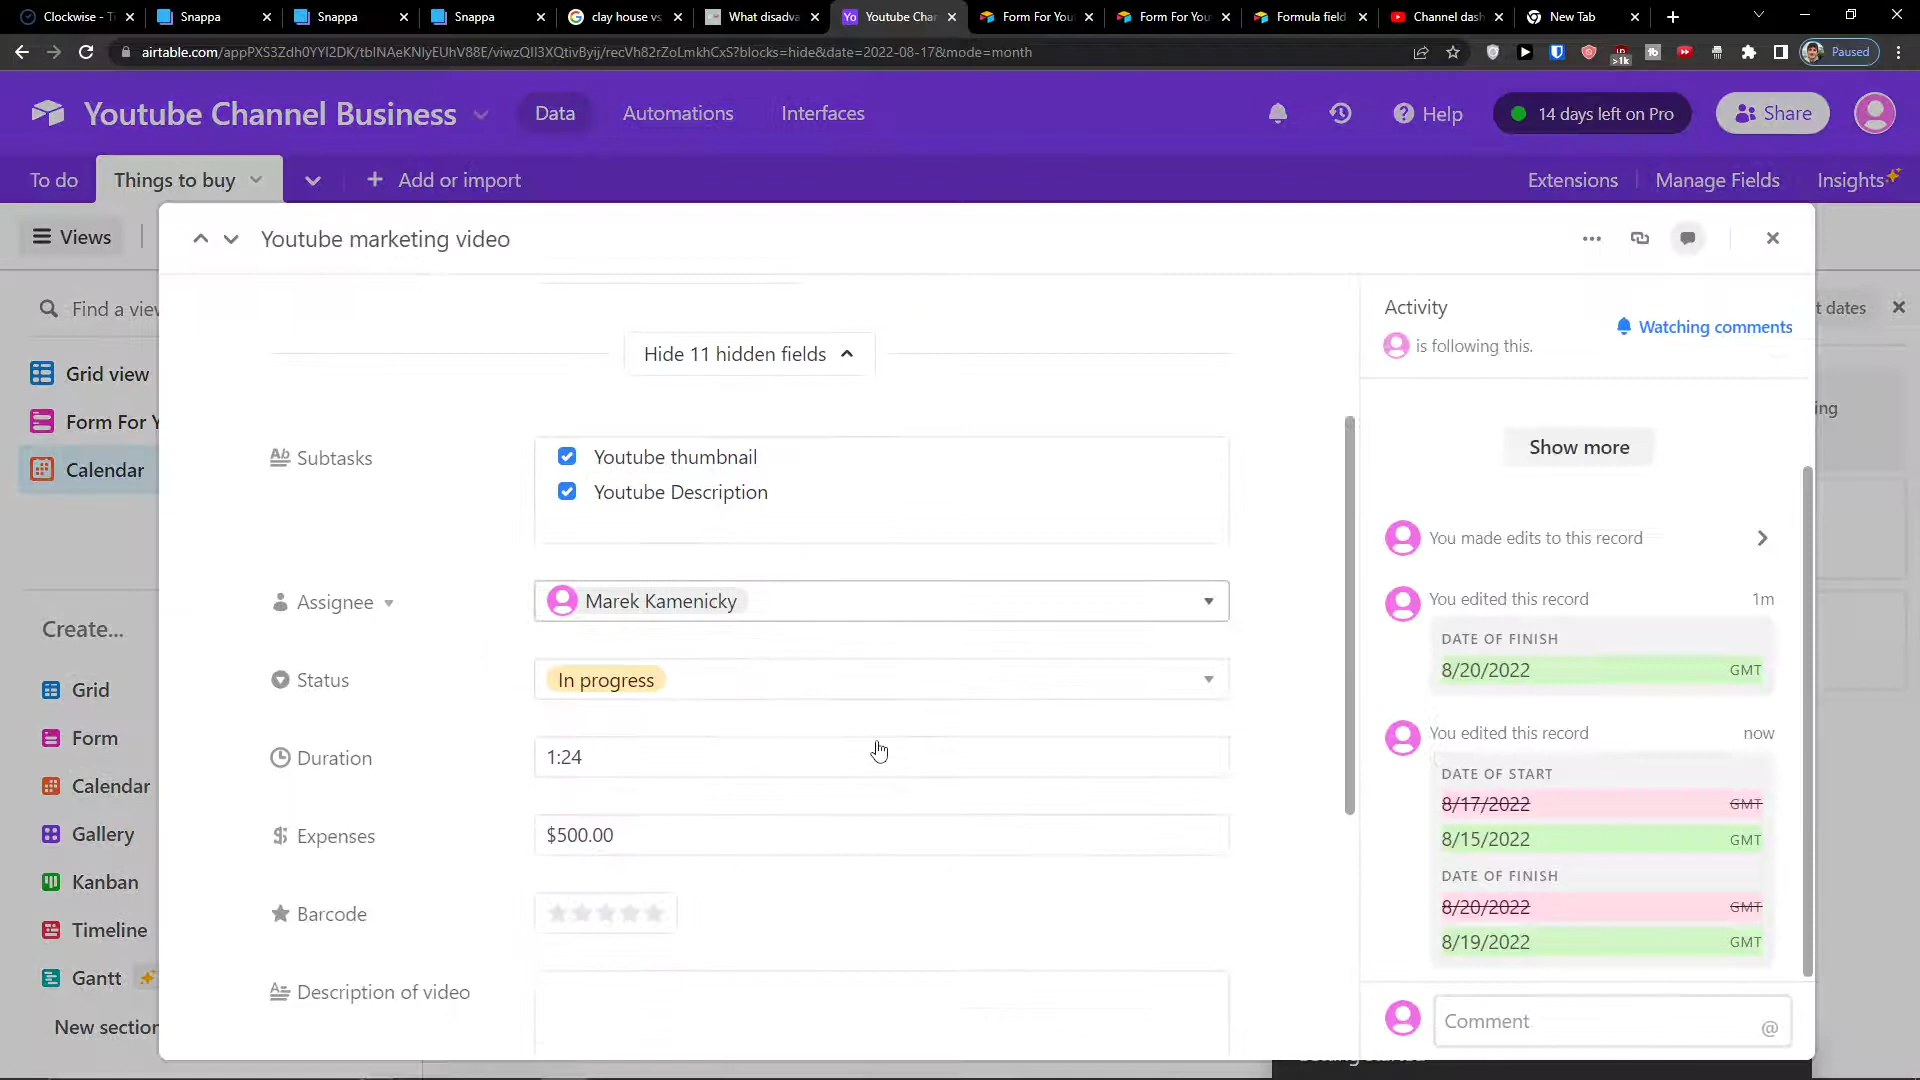 Clockwise - Ti
Snappa
Snappa
Snappa
clay house vs
What disadva
Youtube Chan
Form For You
Form For You
Formula field
Channel dash
New Tab
airtable.com/appPXS3Zdh0YYI2DK/tblNAeKNlyEUhV88E/viwzQIl3XQtivByij/recVh82rZoLmkhCxS?blocks=hide&date=2022-08-17&mode=month
>1k
Paused
Youtube Channel Business
Data
Automations
Interfaces
Help
14 days left on Pro
Share
To do
Things to buy
Add or import
Extensions
Manage Fields
Insights
Views
Youtube marketing video
Find a view
Activity
Watching comments
is following this.
t dates
Hide 11 hidden fields
Grid view
Form For Y
Calendar
ing
Show more
Subtasks
Youtube thumbnail
Youtube Description
You made edits to this record
Assignee
Marek Kamenicky
You edited this record
1m
DATE OF FINISH
8/20/2022
GMT
Create...
Status
In progress
Grid
Form
Calendar
Gallery
Kanban
Timeline
Gantt
New section
Duration
1:24
You edited this record
now
DATE OF START
8/17/2022
GMT
8/15/2022
GMT
Expenses
$500.00
DATE OF FINISH
8/20/2022
GMT
8/19/2022
GMT
Barcode
Description of video
Comment
@